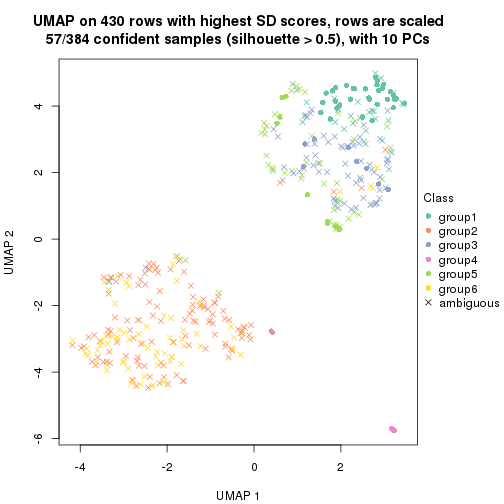 UMAP on 430 rows with highest SD scores, rows are scaled
57/384 confident samples (silhouette > 0.5), with 10 PCs
4
2
0
-2
-4
-6
UMAP 2
-4
-2
0
2
UMAP 1
Class
group1
group2
group3
group4
group5
group6
ambiguous